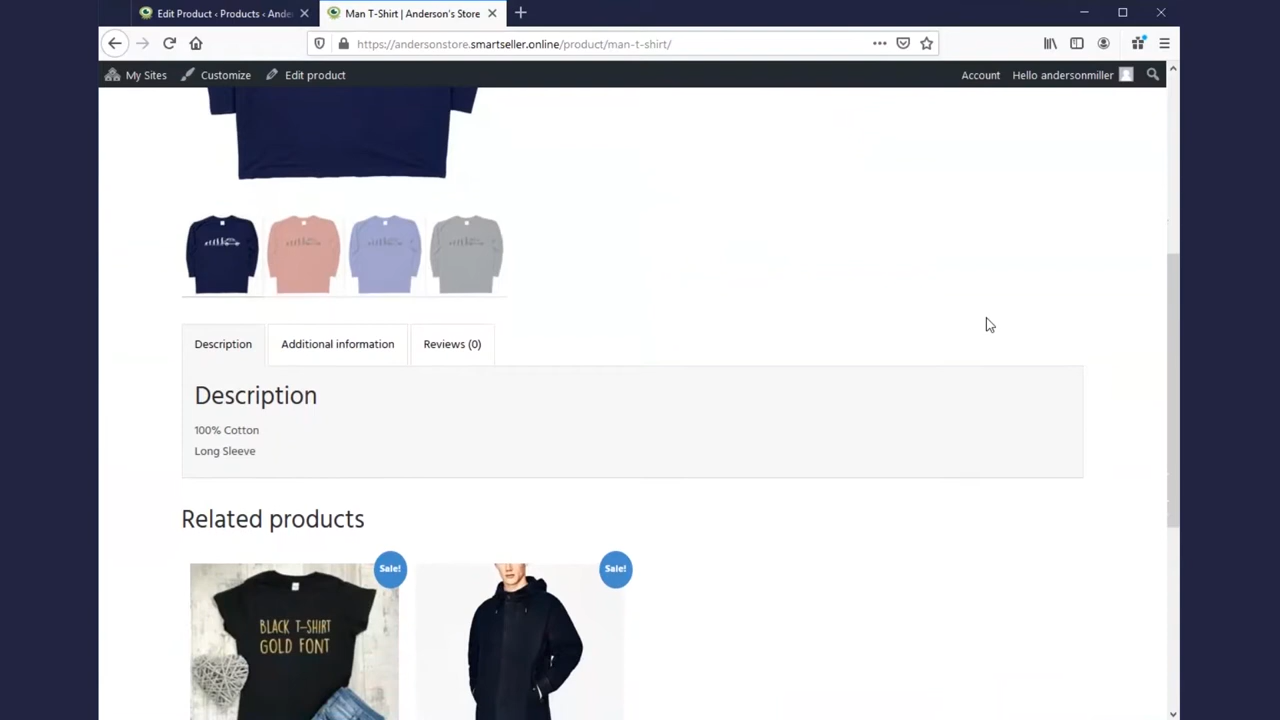 Edit Product ‹ Products ‹ Ande
Man T-Shirt | Anderson's Store
https://andersonstore.smartseller.online/product/man-t-shirt/
My Sites
Customize
Edit product
Account
Hello andersonmiller
Description
Additional information
Reviews (0)
Description
100% Cotton
Long Sleeve
Related products
Sale!
Sale!
BLACK T-SHIRT
GOLD FONT